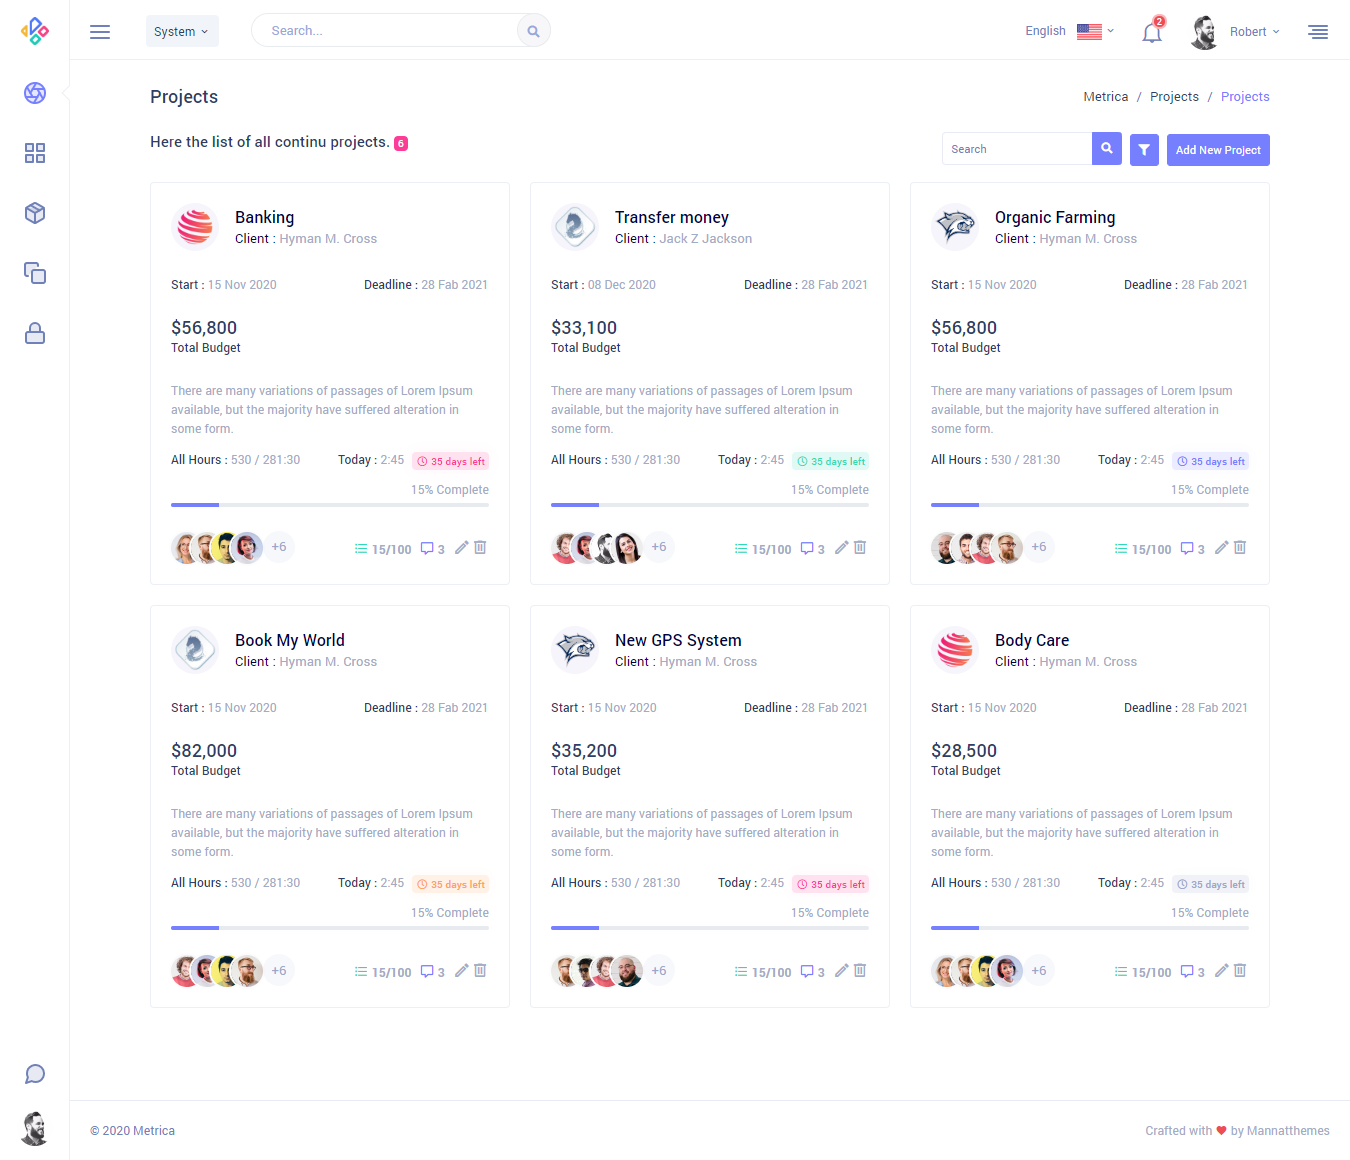 System
Search...
English
2
Robert
Projects
Metrica / Projects / Projects
Here the list of all continu projects. 6
Search
Add New Project
Banking
Client : Hyman M. Cross
Start : 15 Nov 2020
Deadline : 28 Fab 2021
$56,800
Total Budget
There are many variations of passages of Lorem Ipsum
available, but the majority have suffered alteration in
some form.
All Hours : 530 / 281:30
Today : 2:45
35 days left
15% Complete
+6
15/100
3
Transfer money
Client : Jack Z Jackson
Start : 08 Dec 2020
Deadline : 28 Fab 2021
$33,100
Total Budget
There are many variations of passages of Lorem Ipsum
available, but the majority have suffered alteration in
some form.
All Hours : 530 / 281:30
Today : 2:45
35 days left
15% Complete
+6
15/100
3
Organic Farming
Client : Hyman M. Cross
Start : 15 Nov 2020
Deadline : 28 Fab 2021
$56,800
Total Budget
There are many variations of passages of Lorem Ipsum
available, but the majority have suffered alteration in
some form.
All Hours : 530 / 281:30
Today : 2:45
35 days left
15% Complete
+6
15/100
3
Book My World
Client : Hyman M. Cross
Start : 15 Nov 2020
Deadline : 28 Fab 2021
$82,000
Total Budget
There are many variations of passages of Lorem Ipsum
available, but the majority have suffered alteration in
some form.
All Hours : 530 / 281:30
Today : 2:45
35 days left
15% Complete
+6
15/100
3
New GPS System
Client : Hyman M. Cross
Start : 15 Nov 2020
Deadline : 28 Fab 2021
$35,200
Total Budget
There are many variations of passages of Lorem Ipsum
available, but the majority have suffered alteration in
some form.
All Hours : 530 / 281:30
Today : 2:45
35 days left
15% Complete
+6
15/100
3
Body Care
Client : Hyman M. Cross
Start : 15 Nov 2020
Deadline : 28 Fab 2021
$28,500
Total Budget
There are many variations of passages of Lorem Ipsum
available, but the majority have suffered alteration in
some form.
All Hours : 530 / 281:30
Today : 2:45
35 days left
15% Complete
+6
15/100
3
© 2020 Metrica
Crafted with ♥ by Mannatthemes